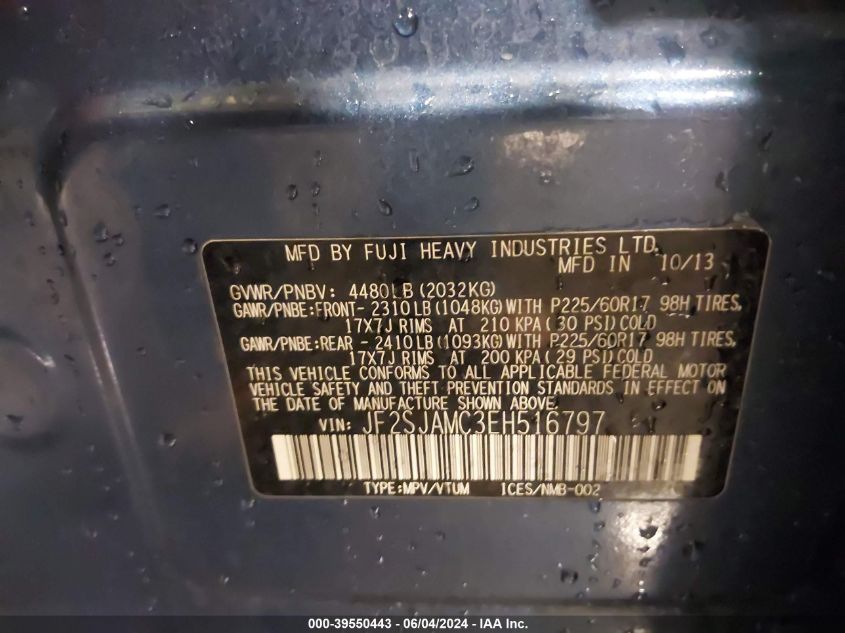 MFD BY FUJI HEAVY INDUSTRIES LTD.
MFD IN 10/13
GVWR/PNBV: 4480LB(2032KG)
GAWR/PNBE:FRONT- 2310LB(1048KG)WITH P225/60R17 98H TIRES,
17X7J RIMS AT 210 KPA(30 PSI)COLD
GAWR/PNBE:REAR - 2410LB(1093KG)WITH P225/60R17 98H TIRES,
17X7J RIMS AT 200 KPA(29 PSI)COLD
THIS VEHICLE CONFORMS TO ALL APPLICABLE FEDERAL MOTOR
VEHICLE SAFETY AND THEFT PREVENTION STANDARDS IN EFFECT ON
THE DATE OF MANUFACTURE SHOWN ABOVE.
VIN: JF2SJAMC3EH516797
TYPE:MPV/VTUM ICES/NMB-002
000-39550443 - 06/04/2024 - IAA Inc.